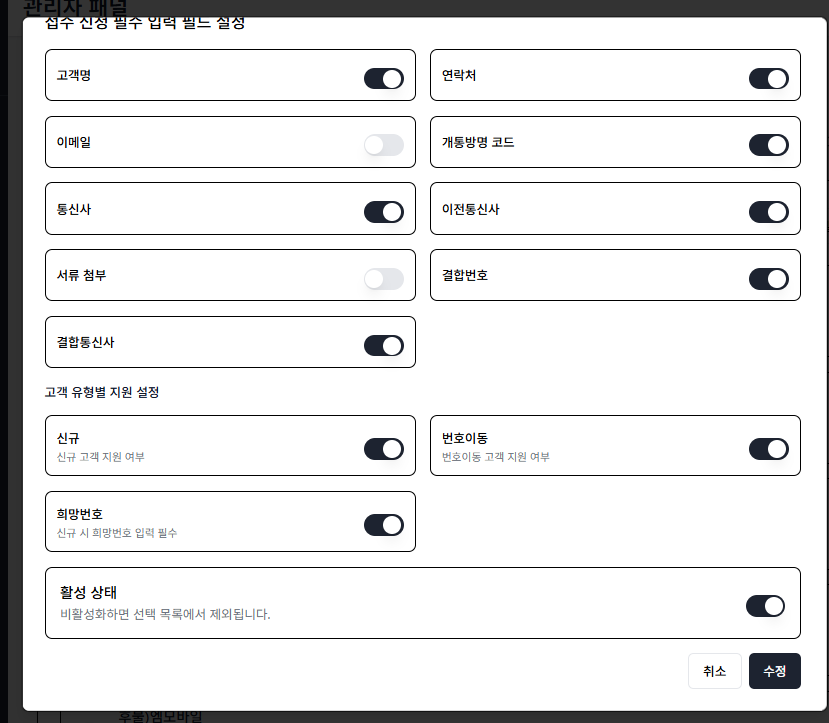 관리자 패널
접수 신청 필수 입력 필드 설정
고객명
연락처
이메일
개통방명 코드
통신사
이전통신사
서류 첨부
결합번호
결합통신사
고객 유형별 지원 설정
신규
신규 고객 지원 여부
번호이동
번호이동 고객 지원 여부
희망번호
신규 시 희망번호 입력 필수
활성 상태
비활성화하면 선택 목록에서 제외됩니다.
취소
수정
후불)엠모바일